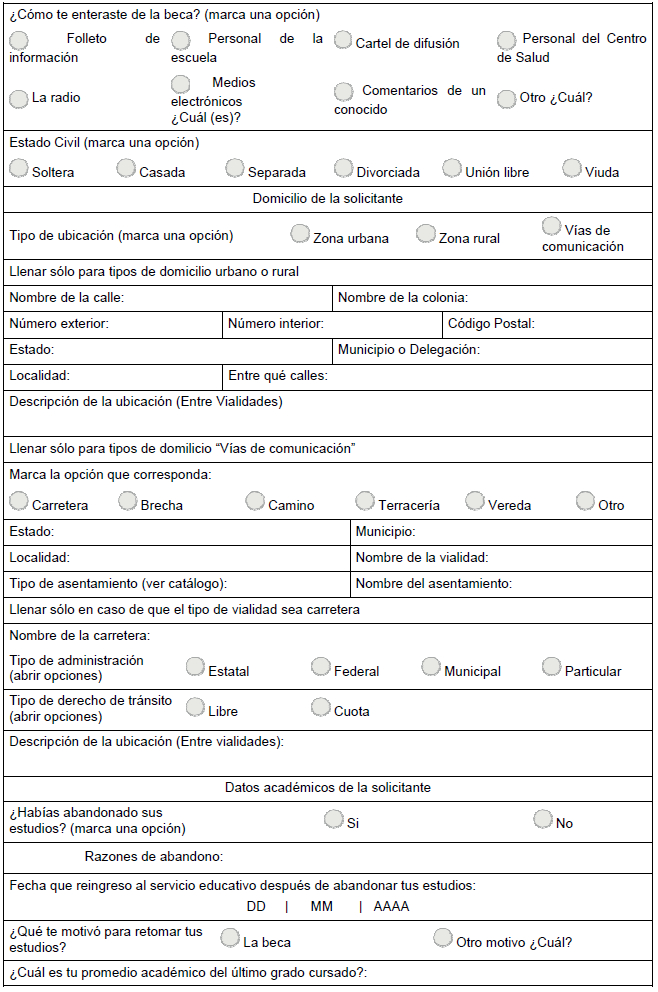 ¿Cómo te enteraste de la beca? (marca una opción)
Folleto de información
Personal de la escuela
Cartel de difusión
Personal del Centro de Salud
La radio
Medios electrónicos ¿Cuál (es)?
Comentarios de un conocido
Otro ¿Cuál?
Estado Civil (marca una opción)
Soltera Casada Separada Divorciada Unión libre Viuda
Domicilio de la solicitante
Tipo de ubicación (marca una opción) Zona urbana Zona rural Vías de comunicación
Llenar sólo para tipos de domicilio urbano o rural
Nombre de la calle: Nombre de la colonia:
Número exterior: Número interior: Código Postal:
Estado: Municipio o Delegación:
Localidad: Entre qué calles:
Descripción de la ubicación (Entre Vialidades)
Llenar sólo para tipos de domilicio “Vías de comunicación”
Marca la opción que corresponda:
Carretera Brecha Camino Terracería Vereda Otro
Estado: Municipio:
Localidad: Nombre de la vialidad:
Tipo de asentamiento (ver catálogo): Nombre del asentamiento:
Llenar sólo en caso de que el tipo de vialidad sea carretera
Nombre de la carretera:
Tipo de administración (abrir opciones) Estatal Federal Municipal Particular
Tipo de derecho de tránsito (abrir opciones) Libre Cuota
Descripción de la ubicación (Entre vialidades):
Datos académicos de la solicitante
¿Habías abandonado sus estudios? (marca una opción) Si No
Razones de abandono:
Fecha que reingreso al servicio educativo después de abandonar tus estudios:
DD | MM | AAAA
¿Qué te motivó para retomar tus estudios? La beca Otro motivo ¿Cuál?
¿Cuál es tu promedio académico del último grado cursado?: